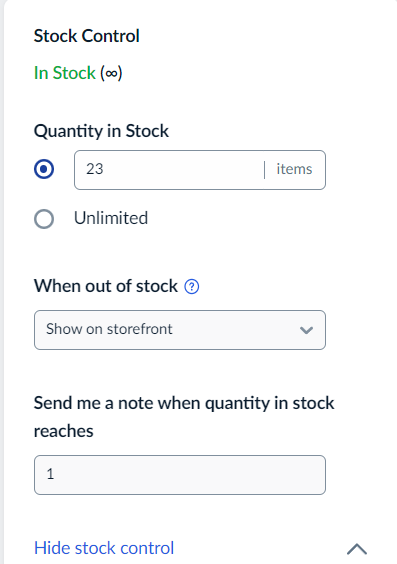 Stock Control
In Stock (∞)
Quantity in Stock
23 items
Unlimited
When out of stock ?
Show on storefront
Send me a note when quantity in stock
reaches
1
Hide stock control